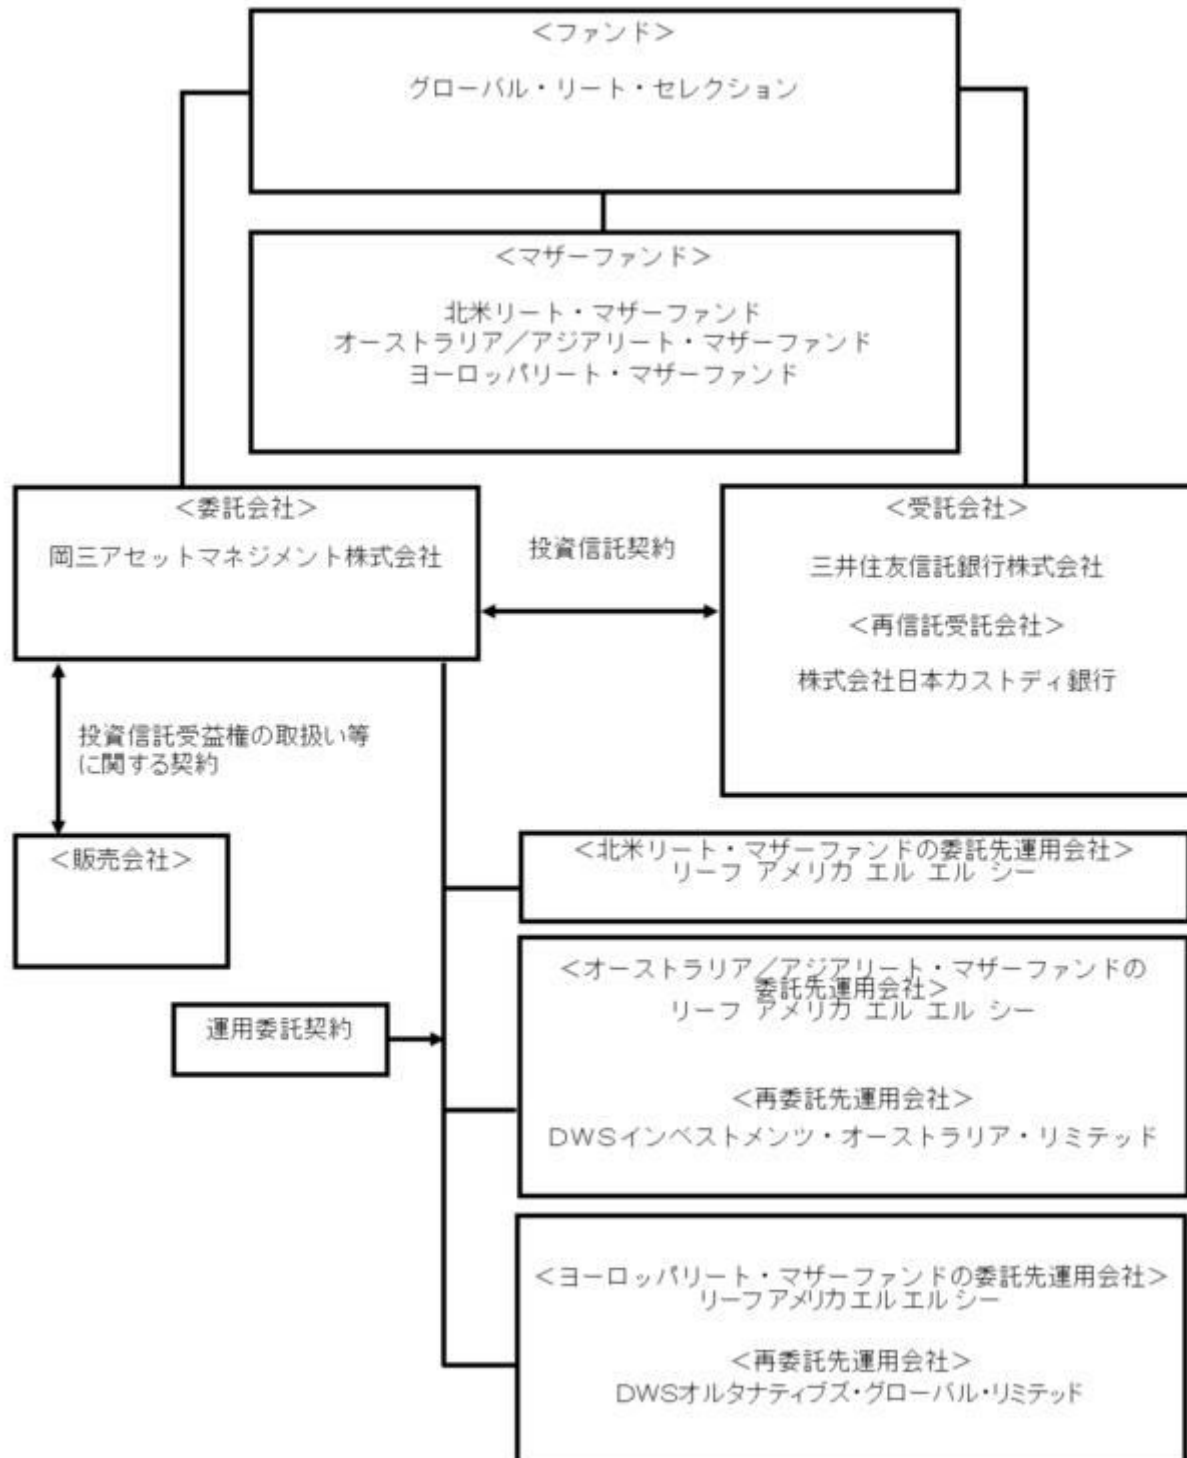 ＜ファンド＞
グローバル・リート・セレクション
＜マザーファンド＞
北米リート・マザーファンド
オーストラリア／アジアリート・マザーファンド
ヨーロッパリート・マザーファンド
＜委託会社＞
岡三アセットマネジメント株式会社
投資信託契約
＜受託会社＞
三井住友信託銀行株式会社
＜再信託受託会社＞
株式会社日本カストディ銀行
投資信託受益権の取扱い等
に関する契約
＜販売会社＞
＜北米リート・マザーファンドの委託先運用会社＞
リーフ アメリカ エル エル シー
＜オーストラリア／アジアリート・マザーファンドの
委託先運用会社＞
リーフ アメリカ エル エル シー
運用委託契約
＜再委託先運用会社＞
ＤＷＳインベストメンツ・オーストラリア・リミテッド
＜ヨーロッパリート・マザーファンドの委託先運用会社＞
リーフ アメリカ エル エル シー
＜再委託先運用会社＞
DWSオルタナティブズ・グローバル・リミテッド